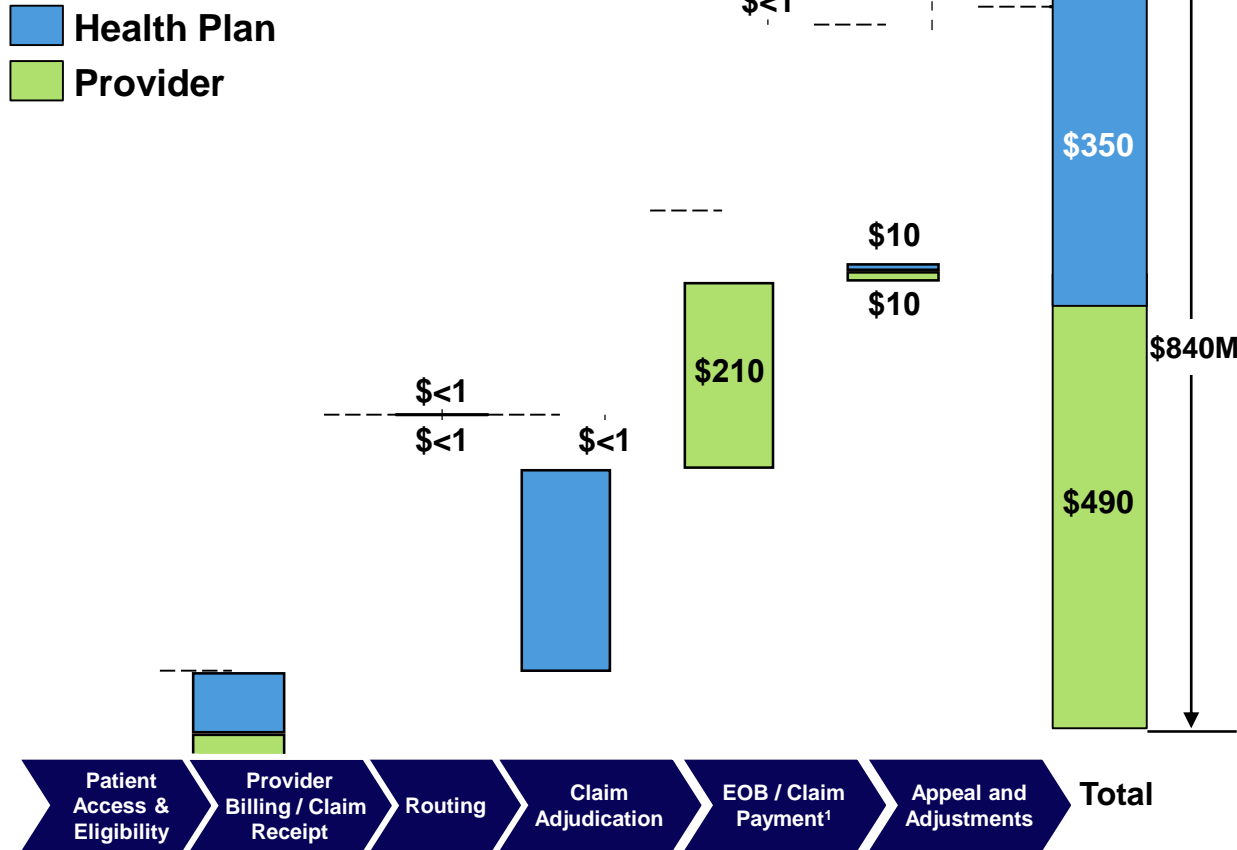 $<1
Health Plan
Provider
$350
$10
$10
$840M
$210
$<1
$<1
$<1
$490
Patient
Access &
Eligibility
Provider
Billing / Claim
Receipt
Routing
Claim
Adjudication
EOB / Claim
Payment¹
Appeal and
Adjustments
Total